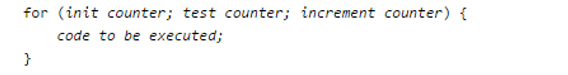 for (init counter; test counter; increment counter) {
    code to be executed;
}